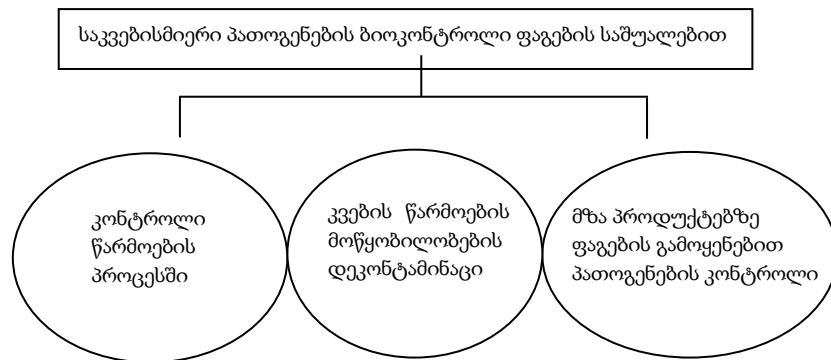 საკვებისმიერი პათოგენების ბიოკონტროლი ფაგების საშუალებით
კონტროლი
წარმოების
პროცესში
კვების წარმოების
მოწყობილობების
დეკონტამინაცი
მზა პროდუქტებზე
ფაგების გამოყენებით
პათოგენების კონტროლი